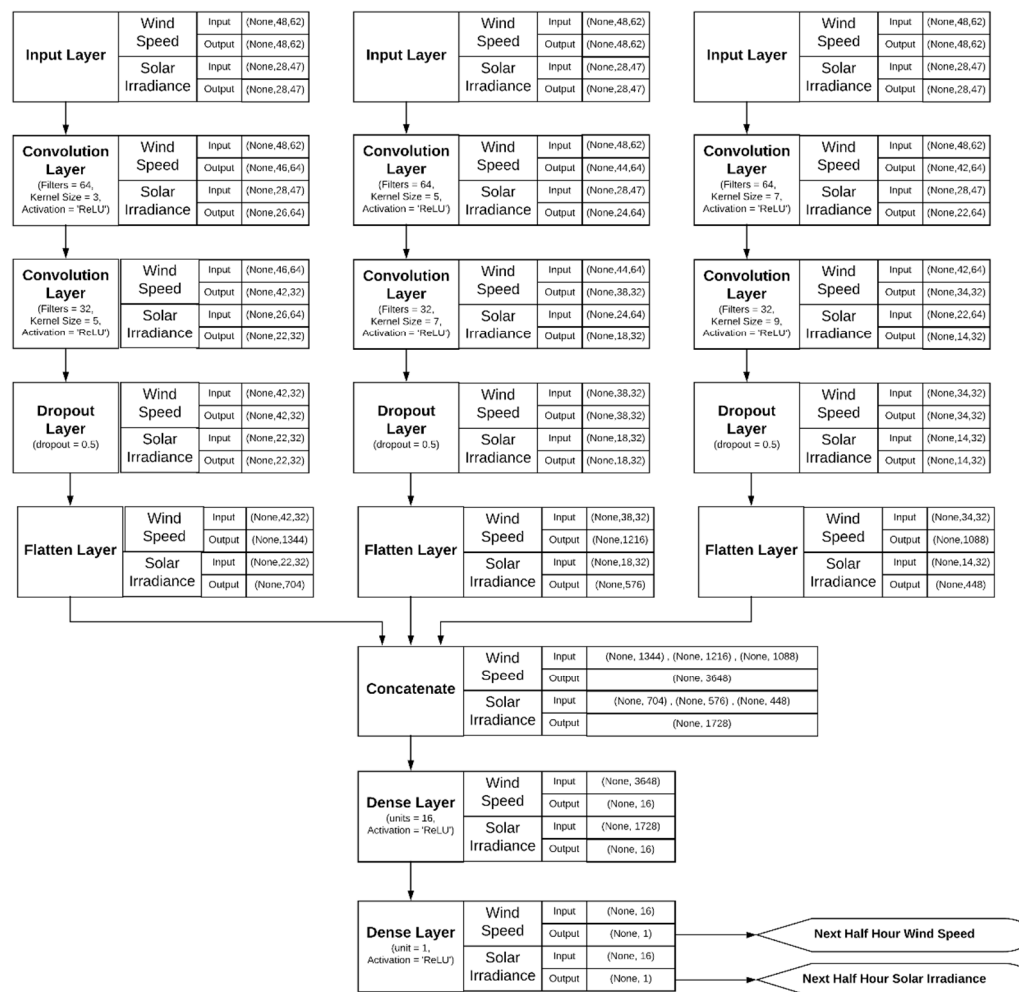 Input Layer
Wind Speed
Input (None,48,62)
Output (None,48,62)
Solar Irradiance
Input (None,28,47)
Output (None,28,47)
Input Layer
Wind Speed
Input (None,48,62)
Output (None,48,62)
Solar Irradiance
Input (None,28,47)
Output (None,28,47)
Input Layer
Wind Speed
Input (None,48,62)
Output (None,48,62)
Solar Irradiance
Input (None,28,47)
Output (None,28,47)
Convolution
Layer
(Filters = 64,
Kernel Size = 3,
Activation = 'ReLU')
Wind Speed
Input (None,48,62)
Output (None,46,64)
Solar Irradiance
Input (None,28,47)
Output (None,26,64)
Convolution
Layer
(Filters = 64,
Kernel Size = 5,
Activation = 'ReLU')
Wind Speed
Input (None,48,62)
Output (None,44,64)
Solar Irradiance
Input (None,28,47)
Output (None,24,64)
Convolution
Layer
(Filters = 64,
Kernel Size = 7,
Activation = 'ReLU')
Wind Speed
Input (None,48,62)
Output (None,42,64)
Solar Irradiance
Input (None,28,47)
Output (None,22,64)
Convolution
Layer
(Filters = 32,
Kernel Size = 5,
Activation = 'ReLU')
Wind Speed
Input (None,46,64)
Output (None,42,32)
Solar Irradiance
Input (None,26,64)
Output (None,22,32)
Convolution
Layer
(Filters = 32,
Kernel Size = 7,
Activation = 'ReLU')
Wind Speed
Input (None,44,64)
Output (None,38,32)
Solar Irradiance
Input (None,24,64)
Output (None,18,32)
Convolution
Layer
(Filters = 32,
Kernel Size = 9,
Activation = 'ReLU')
Wind Speed
Input (None,42,64)
Output (None,34,32)
Solar Irradiance
Input (None,22,64)
Output (None,14,32)
Dropout
Layer
(dropout = 0.5)
Wind Speed
Input (None,42,32)
Output (None,42,32)
Solar Irradiance
Input (None,22,32)
Output (None,22,32)
Dropout
Layer
(dropout = 0.5)
Wind Speed
Input (None,38,32)
Output (None,38,32)
Solar Irradiance
Input (None,18,32)
Output (None,18,32)
Dropout
Layer
(dropout = 0.5)
Wind Speed
Input (None,34,32)
Output (None,34,32)
Solar Irradiance
Input (None,14,32)
Output (None,14,32)
Flatten Layer
Wind Speed
Input (None,42,32)
Output (None,1344)
Solar Irradiance
Input (None,22,32)
Output (None,704)
Flatten Layer
Wind Speed
Input (None,38,32)
Output (None,1216)
Solar Irradiance
Input (None,18,32)
Output (None,576)
Flatten Layer
Wind Speed
Input (None,34,32)
Output (None,1088)
Solar Irradiance
Input (None,14,32)
Output (None,448)
Concatenate
Wind Speed
Input (None, 1344) , (None, 1216) , (None, 1088)
Output (None, 3648)
Solar Irradiance
Input (None, 704) , (None, 576) , (None, 448)
Output (None, 1728)
Dense Layer
(units = 16,
Activation = 'ReLU')
Wind Speed
Input (None, 3648)
Output (None, 16)
Solar Irradiance
Input (None, 1728)
Output (None, 16)
Dense Layer
(unit = 1,
Activation = 'ReLU')
Wind Speed
Input (None, 16)
Output (None, 1)
Solar Irradiance
Input (None, 16)
Output (None, 1)
Next Half Hour Wind Speed
Next Half Hour Solar Irradiance